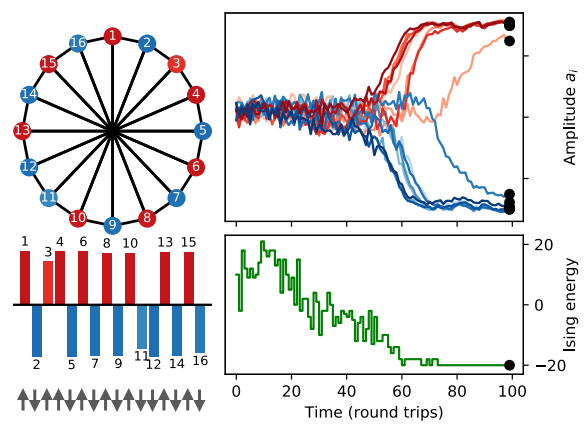 1
16 2
15 3
14 4
13 5
12 6
11 7
10 8
9
1 3 4 6 8 10 13 15
2 5 7 9 11 12 14 16
Amplitude a_i
20
0
−20
Ising energy
0 20 40 60 80 100
Time (round trips)